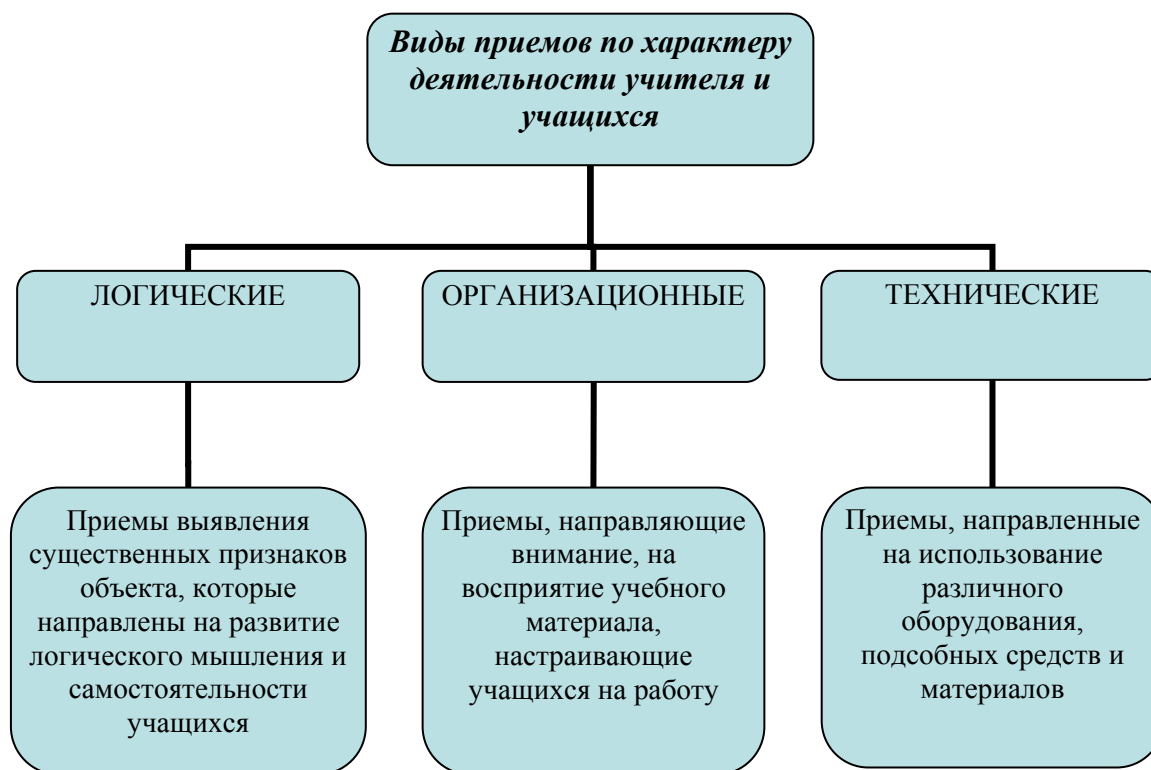 Виды приемов по характеру
деятельности учителя и
учащихся
ЛОГИЧЕСКИЕ
ОРГАНИЗАЦИОННЫЕ
ТЕХНИЧЕСКИЕ
Приемы выявления
существенных признаков
объекта, которые
направлены на развитие
логического мышления и
самостоятельности
учащихся
Приемы, направляющие
внимание, на
восприятие учебного
материала,
настраивающие
учащихся на работу
Приемы, направленные
на использование
различного
оборудования,
подсобных средств и
материалов